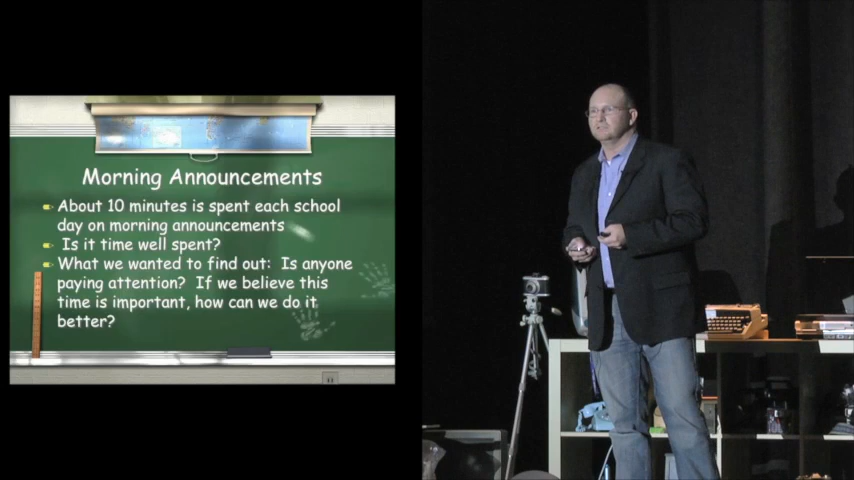 Morning Announcements
About 10 minutes is spent each school
day on morning announcements
Is it time well spent?
What we wanted to find out: Is anyone
paying attention? If we believe this
time is important, how can we do it
better?